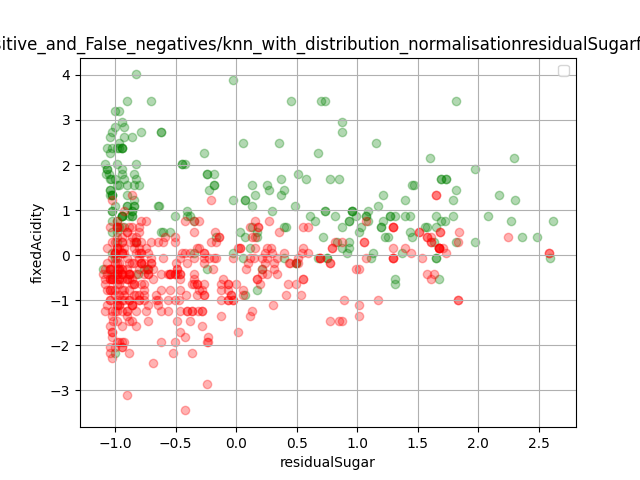 sitive_and_False_negatives/knn_with_distribution_normalisationresidualSugarf
4
3
2
1
0
−1
−2
−3
fixedAcidity
−1.0 −0.5 0.0 0.5 1.0 1.5 2.0 2.5
residualSugar